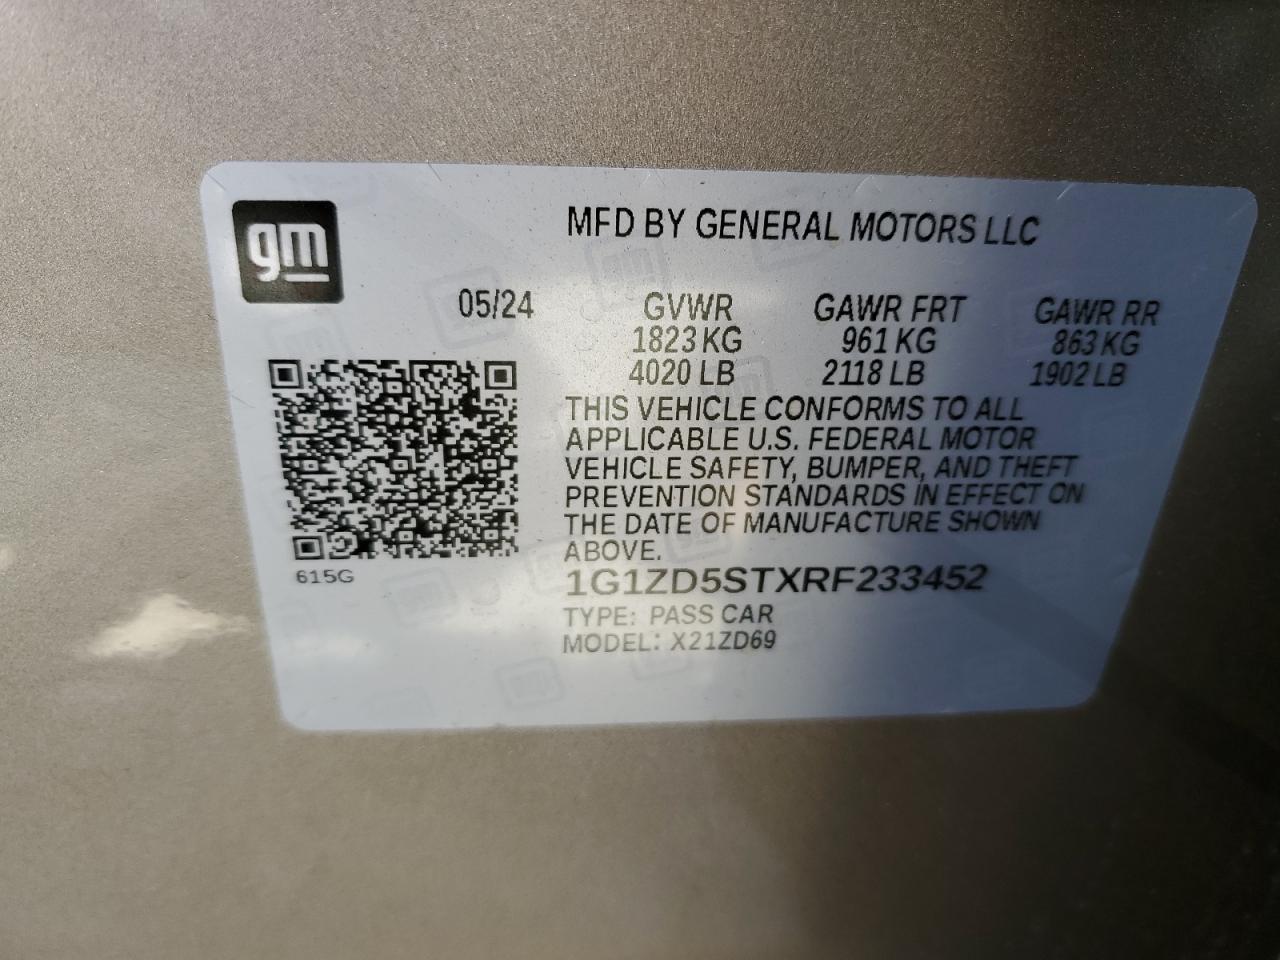 gm
MFD BY GENERAL MOTORS LLC
05/24 GVWR GAWR FRT GAWR RR
1823 KG 961 KG 863 KG
4020 LB 2118 LB 1902 LB
THIS VEHICLE CONFORMS TO ALL
APPLICABLE U.S. FEDERAL MOTOR
VEHICLE SAFETY, BUMPER, AND THEFT
PREVENTION STANDARDS IN EFFECT ON
THE DATE OF MANUFACTURE SHOWN
ABOVE.
615G
1G1ZD5STXRF233452
TYPE: PASS CAR
MODEL: X21ZD69